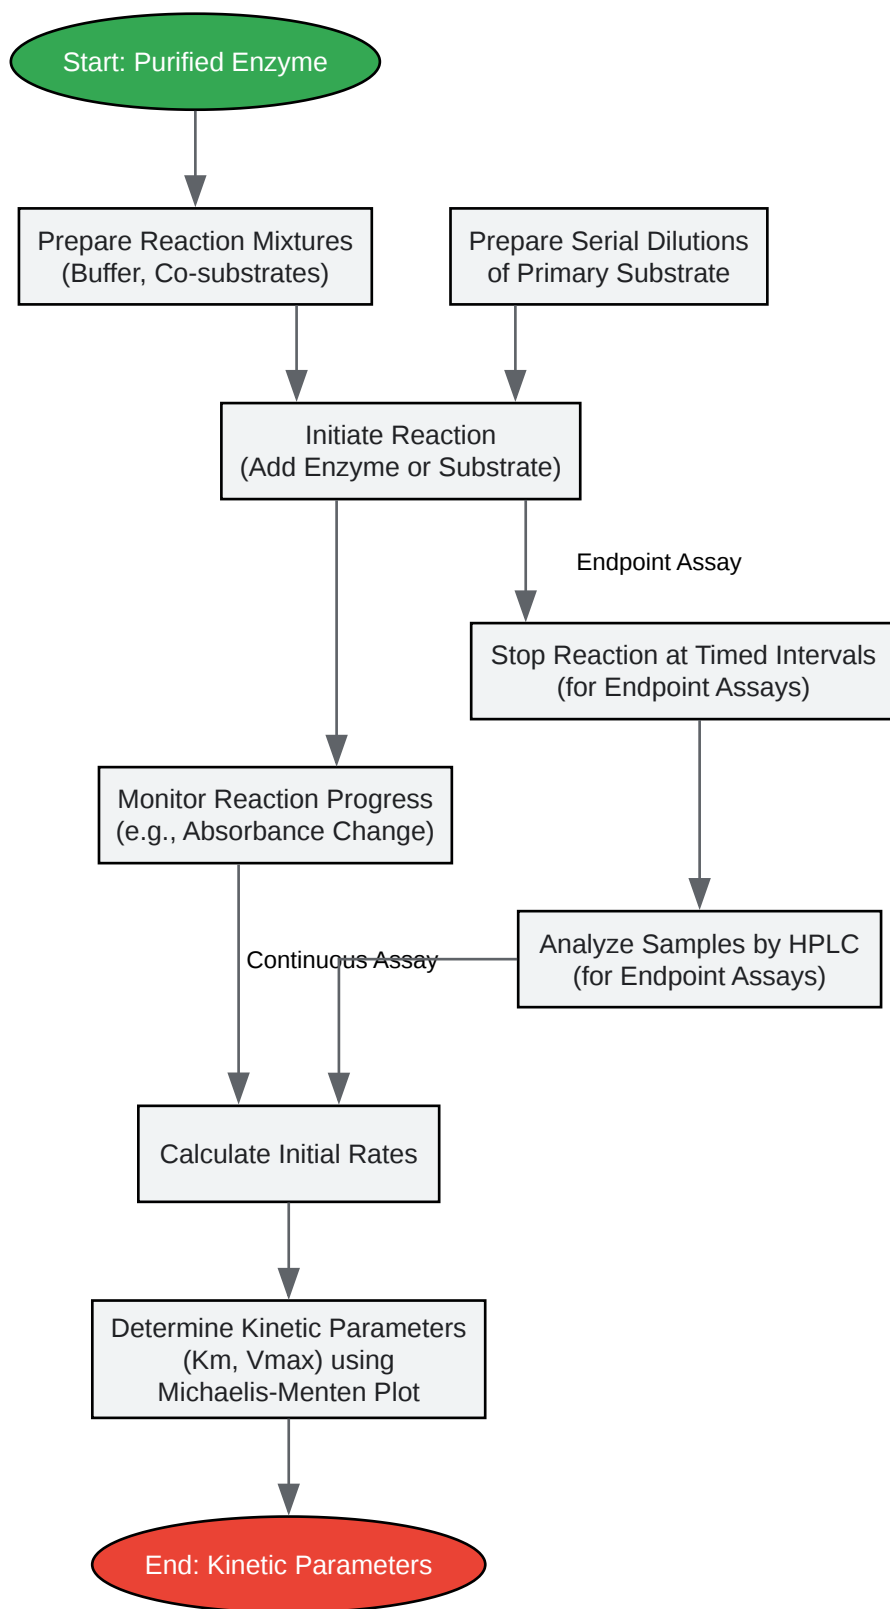 Start: Purified Enzyme
Prepare Reaction Mixtures
(Buffer, Co-substrates)
Prepare Serial Dilutions
of Primary Substrate
Initiate Reaction
(Add Enzyme or Substrate)
Endpoint Assay
Stop Reaction at Timed Intervals
(for Endpoint Assays)
Monitor Reaction Progress
(e.g., Absorbance Change)
Analyze Samples by HPLC
(for Endpoint Assays)
Continuous Assay
Calculate Initial Rates
Determine Kinetic Parameters
(Km, Vmax) using
Michaelis-Menten Plot
End: Kinetic Parameters